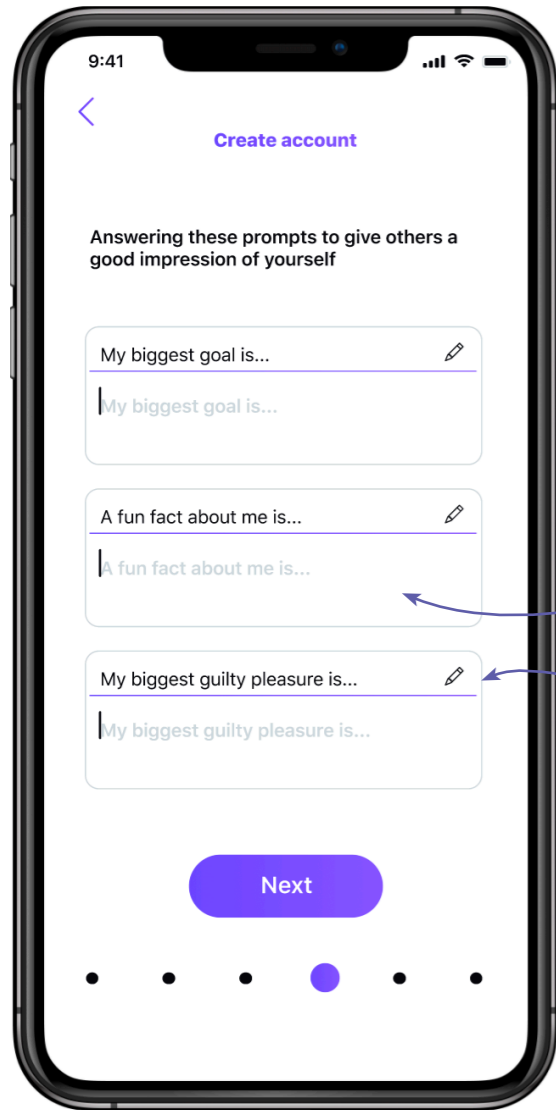 9:41
Create account
Answering these prompts to give others a
good impression of yourself
My biggest goal is...
My biggest goal is...
A fun fact about me is...
A fun fact about me is...
My biggest guilty pleasure is...
My biggest guilty pleasure is...
Next